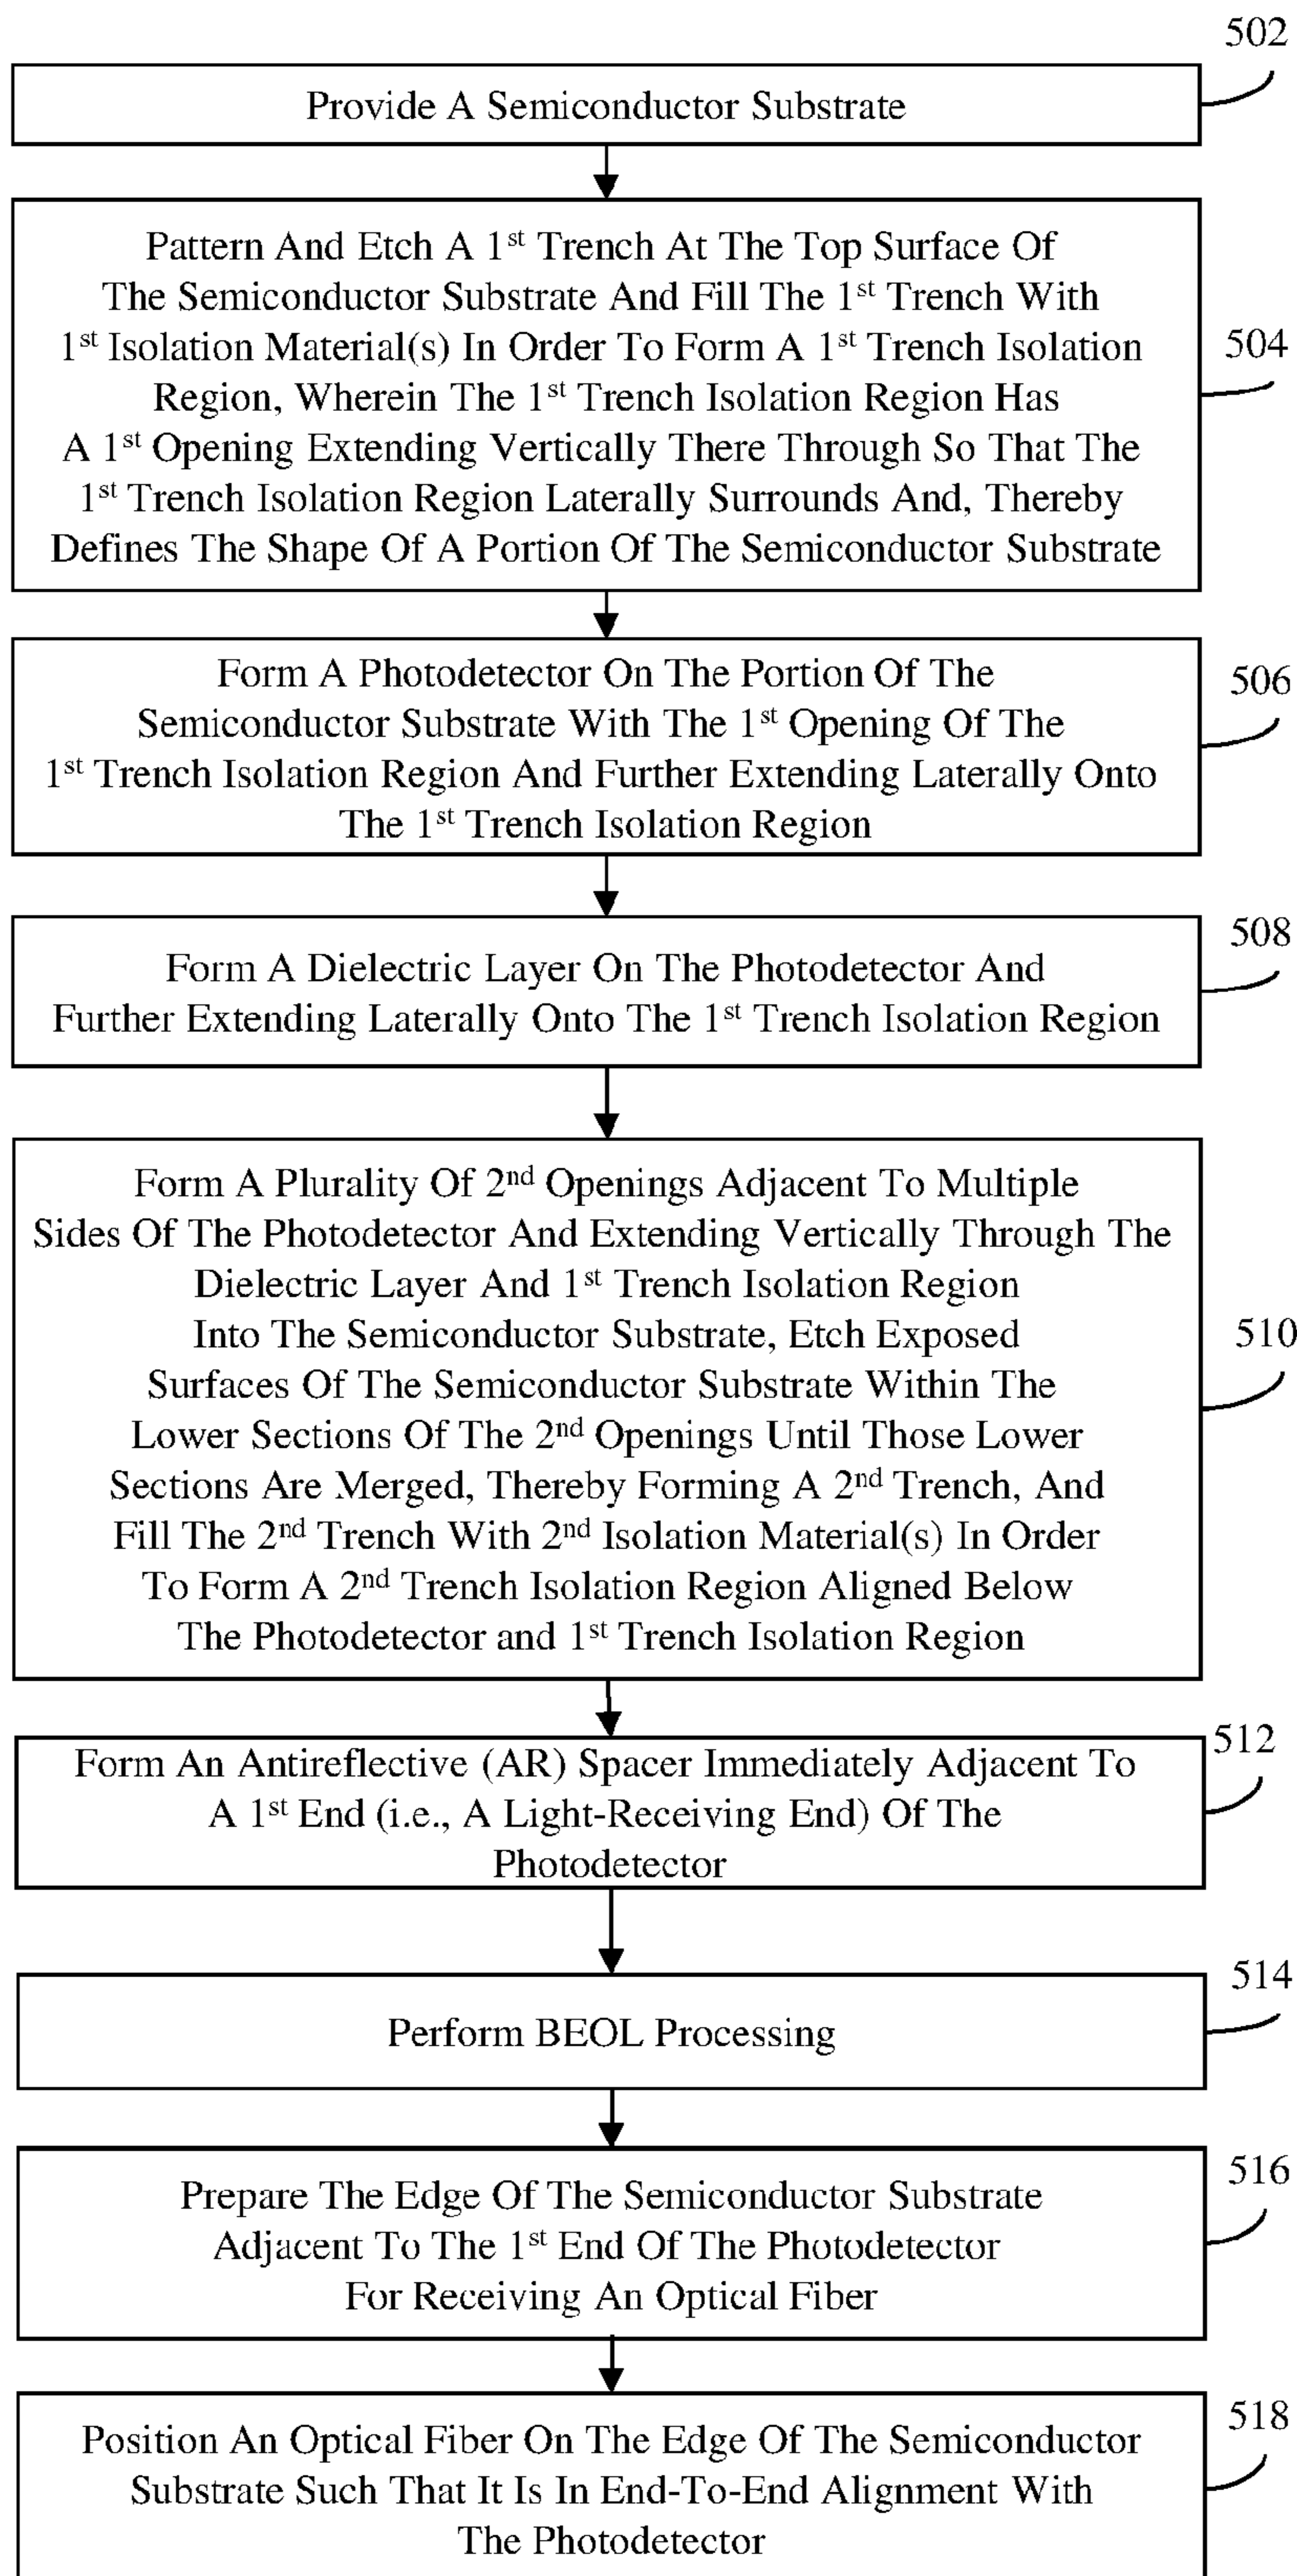 502
Provide A Semiconductor Substrate
Pattern And Etch A 1st Trench At The Top Surface Of
The Semiconductor Substrate And Fill The 1st Trench With
1st Isolation Material(s) In Order To Form A 1st Trench Isolation
Region, Wherein The 1st Trench Isolation Region Has
A 1st Opening Extending Vertically There Through So That The
1st Trench Isolation Region Laterally Surrounds And, Thereby
Defines The Shape Of A Portion Of The Semiconductor Substrate
504
Form A Photodetector On The Portion Of The
Semiconductor Substrate With The 1st Opening Of The
1st Trench Isolation Region And Further Extending Laterally Onto
The 1st Trench Isolation Region
506
Form A Dielectric Layer On The Photodetector And
Further Extending Laterally Onto The 1st Trench Isolation Region
508
Form A Plurality Of 2nd Openings Adjacent To Multiple
Sides Of The Photodetector And Extending Vertically Through The
Dielectric Layer And 1st Trench Isolation Region
Into The Semiconductor Substrate, Etch Exposed
Surfaces Of The Semiconductor Substrate Within The
Lower Sections Of The 2nd Openings Until Those Lower
Sections Are Merged, Thereby Forming A 2nd Trench, And
Fill The 2nd Trench With 2nd Isolation Material(s) In Order
To Form A 2nd Trench Isolation Region Aligned Below
The Photodetector and 1st Trench Isolation Region
510
Form An Antireflective (AR) Spacer Immediately Adjacent To
A 1st End (i.e., A Light-Receiving End) Of The
Photodetector
512
Perform BEOL Processing
514
Prepare The Edge Of The Semiconductor Substrate
Adjacent To The 1st End Of The Photodetector
For Receiving An Optical Fiber
516
Position An Optical Fiber On The Edge Of The Semiconductor
Substrate Such That It Is In End-To-End Alignment With
The Photodetector
518